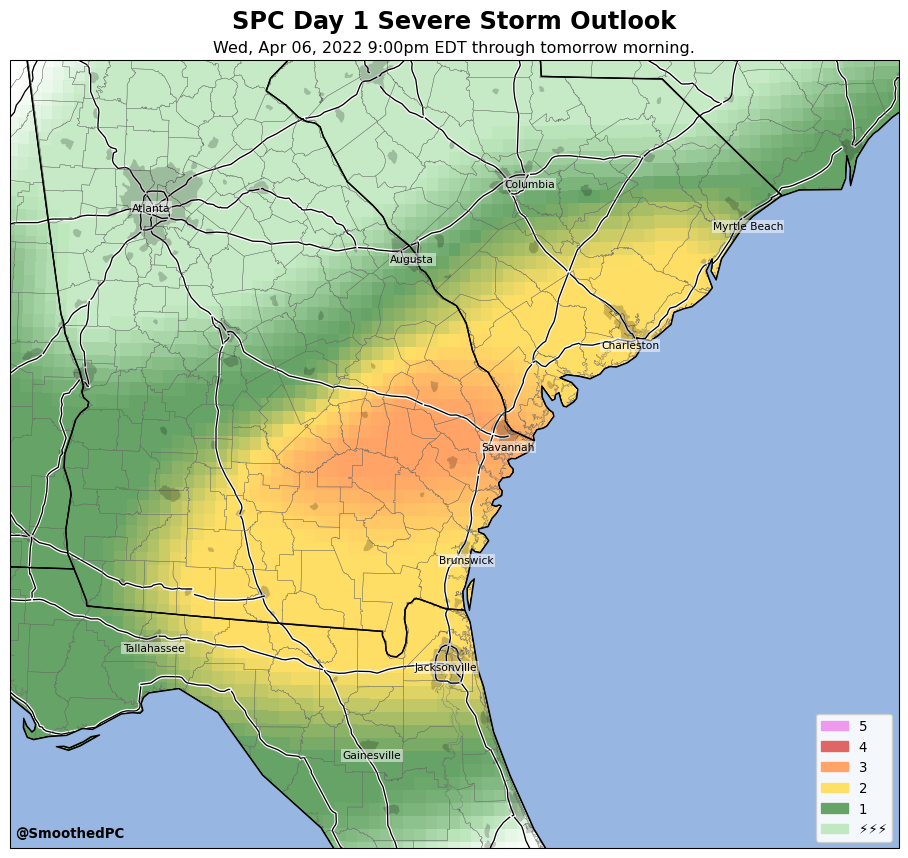 SPC Day 1 Severe Storm Outlook
Wed, Apr 06, 2022 9:00pm EDT through tomorrow morning.
Columbia
Atlanta
Myrtle Beach
Augusta
Charleston
Savannah
Brunswick
Tallahassee
Jacksonville
Gainesville
5
4
3
2
1
⚡⚡⚡
@SmoothedPC